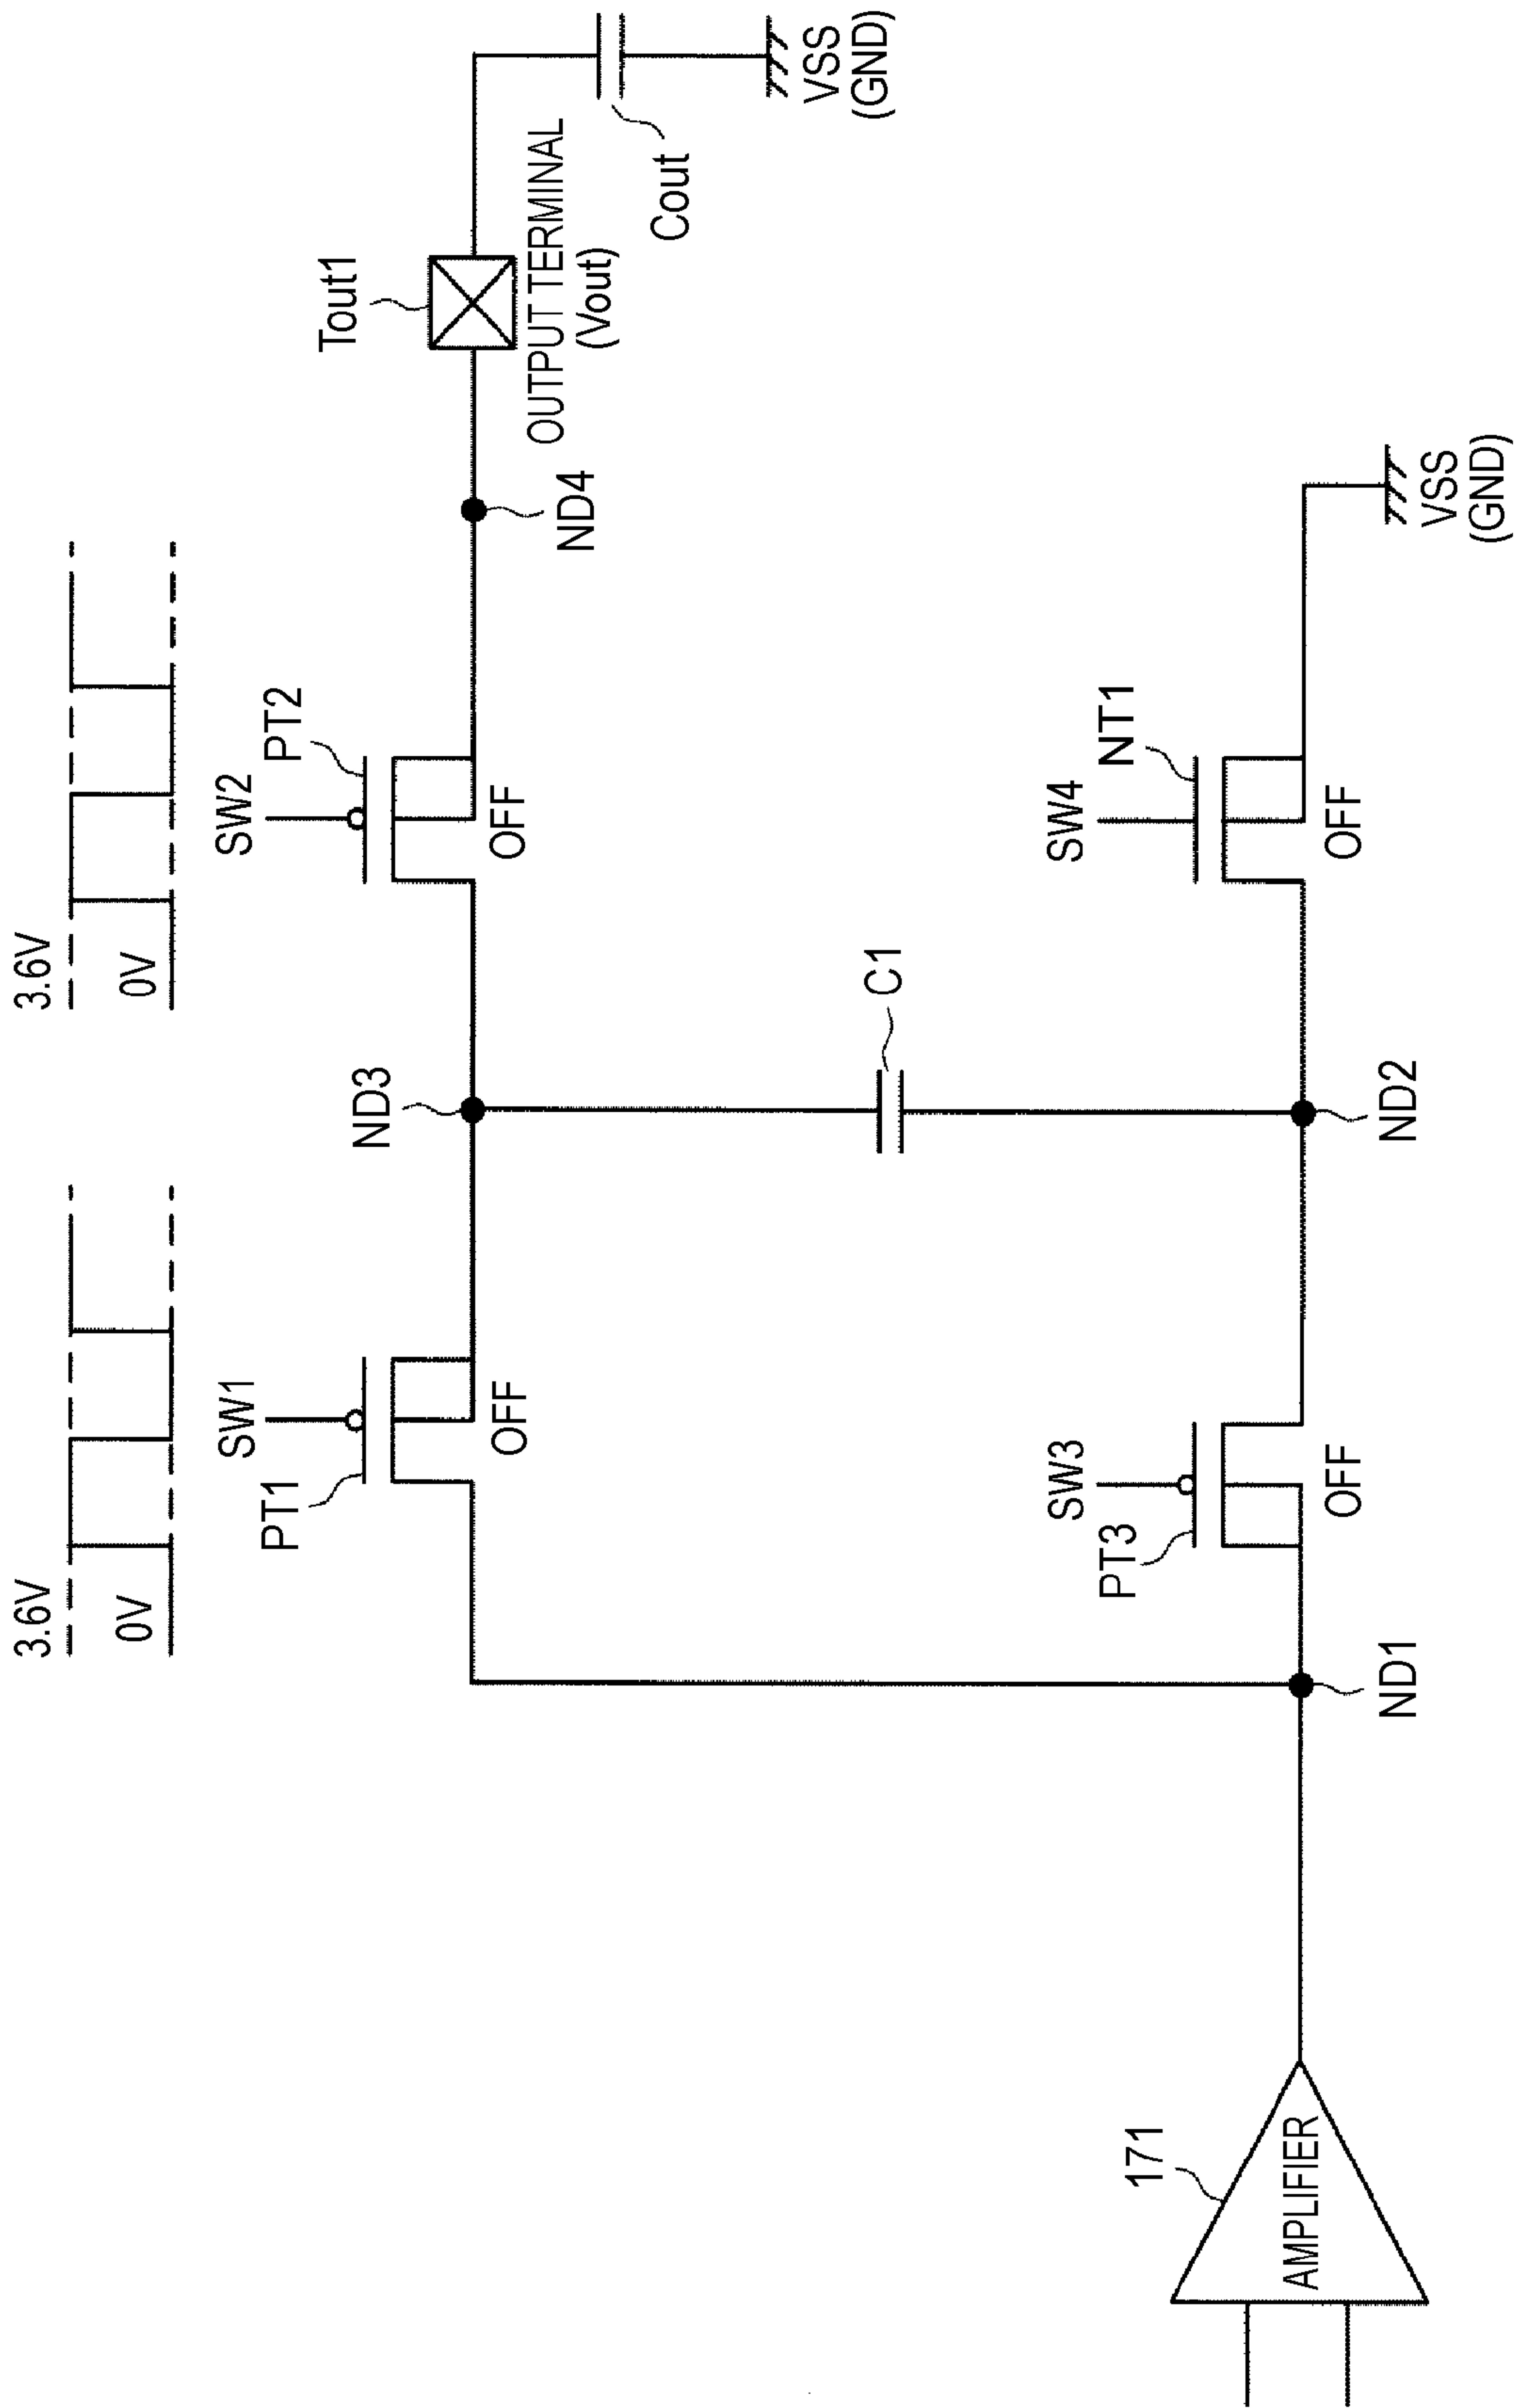 3.6V
0V
3.6V
0V
SW1
PT1
OFF
SW2
PT2
OFF
ND3
ND4
Tout1
OUTPUT TERMINAL
(Vout)
Cout
VSS
(GND)
C1
171
AMPLIFIER
ND1
SW3
PT3
OFF
ND2
SW4
NT1
OFF
VSS
(GND)